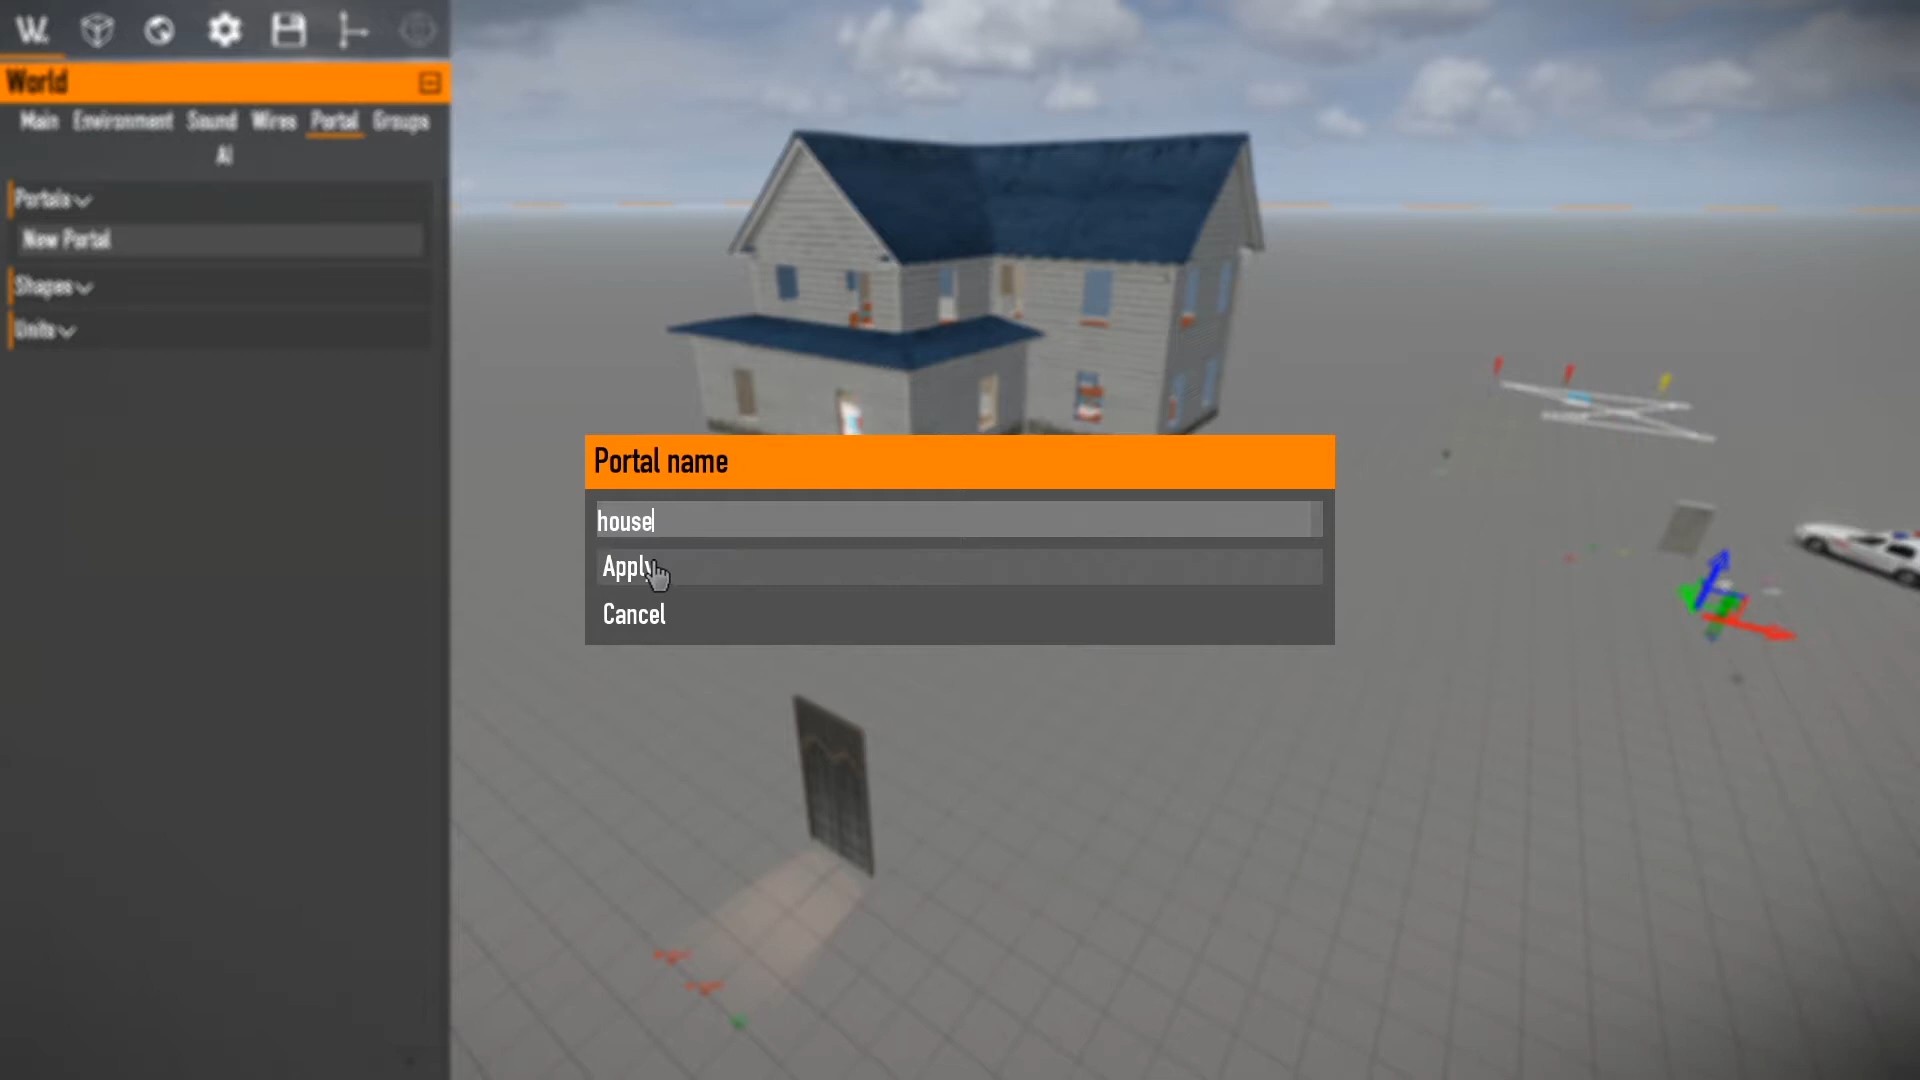 W.
World
Main Environment Sound Wires Portal Groups
AI
Portals
New Portal
Shapes
Units
Portal name
house
Apply
Cancel